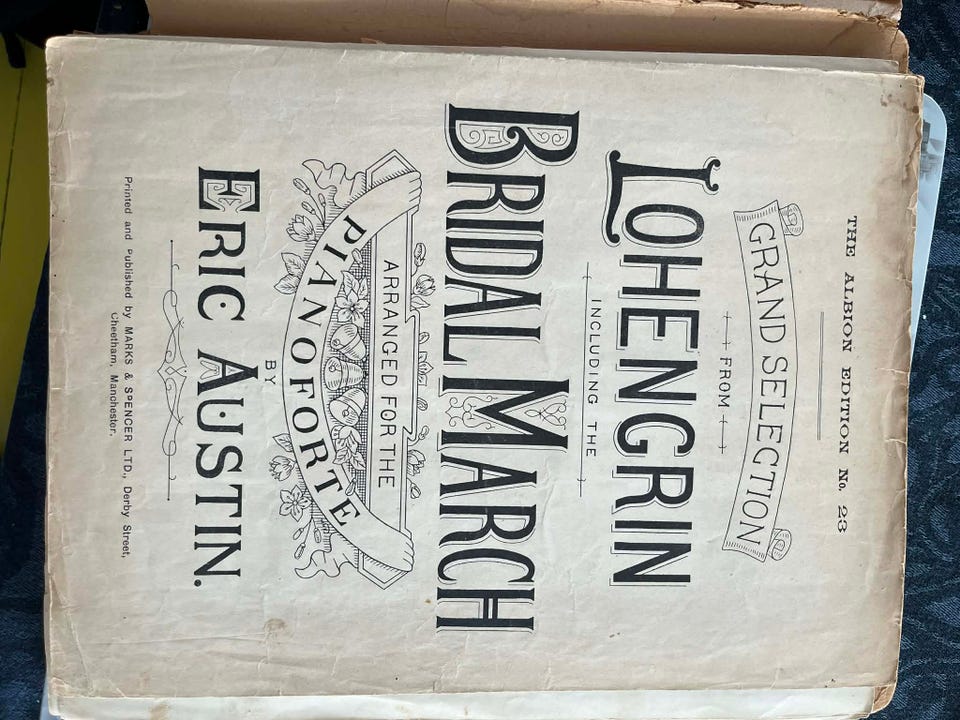 THE ALBION EDITION No. 23
GRAND SELECTION
FROM
LOHENGRIN
INCLUDING THE
BRIDAL MARCH
ARRANGED FOR THE
PIANOFORTE
BY
ERIC AUSTIN.
Printed and Published by MARKS & SPENCER LTD., Derby Street,
Cheetham, Manchester.